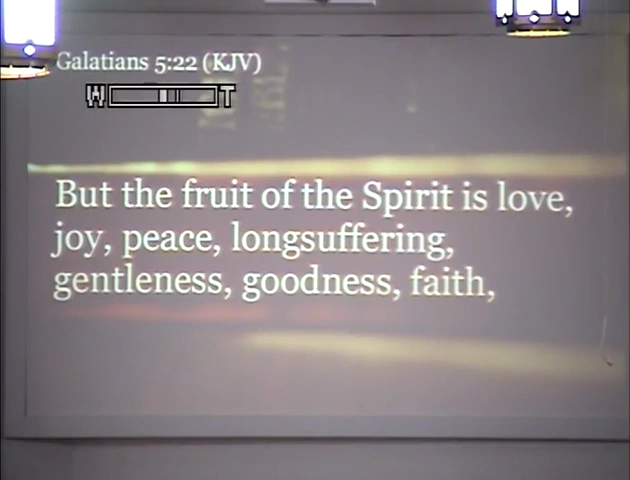 Galatians 5:22 (KJV)
W T
But the fruit of the Spirit is love,
joy, peace, longsuffering,
gentleness, goodness, faith,